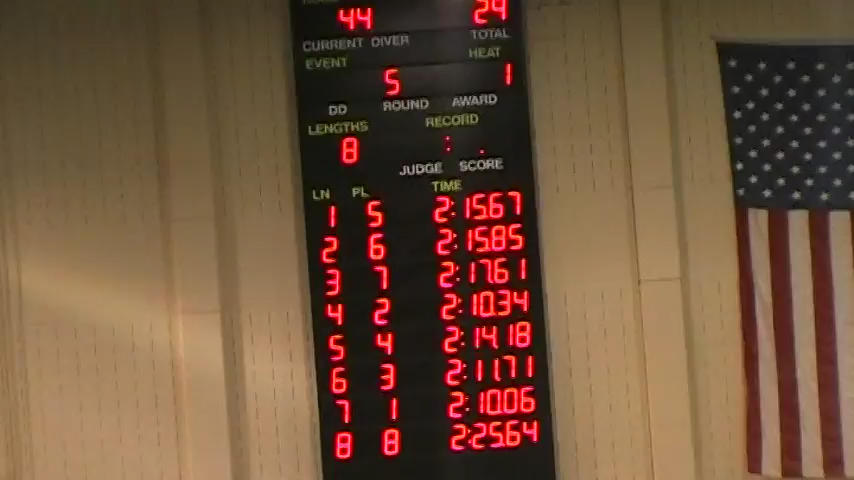 44 24
CURRENT DIVER TOTAL
EVENT HEAT
5 1
DD ROUND AWARD
LENGTHS RECORD
8 : .
JUDGE SCORE
LN PL TIME
1 5 2:15.67
2 6 2:15.85
3 7 2:17.61
4 2 2:10.34
5 4 2:14.18
6 3 2:11.71
7 1 2:10.06
8 8 2:25.64